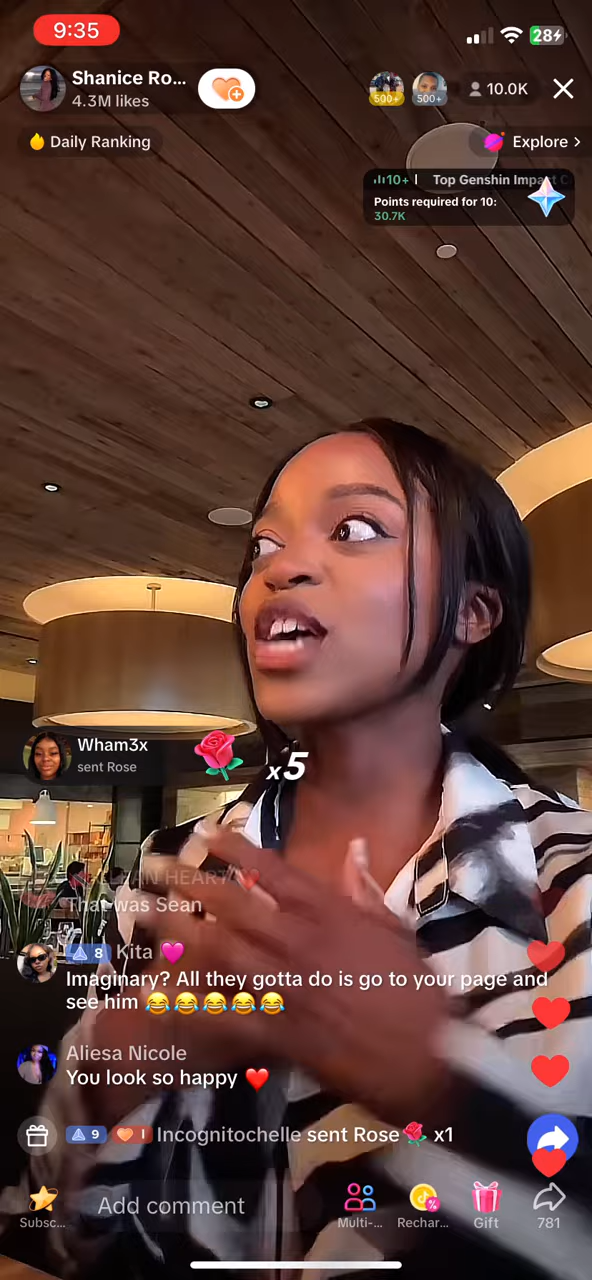 9:35
28
Shanice Ro...
4.3M likes
500+
500+
10.0K
Daily Ranking
Explore >
10+ | Top Genshin Impact C
Points required for 10:
30.7K
Wham3x
sent Rose
x5
CLEAN HEART
That was Sean
8 Kita 💗
Imaginary? All they gotta do is go to your page and
see him 😂😂😂😂😂
Aliesa Nicole
You look so happy ❤️
9 I Incognitochelle sent Rose🌹 x1
Add comment
Subsc...
Multi-...
Rechar...
Gift
781